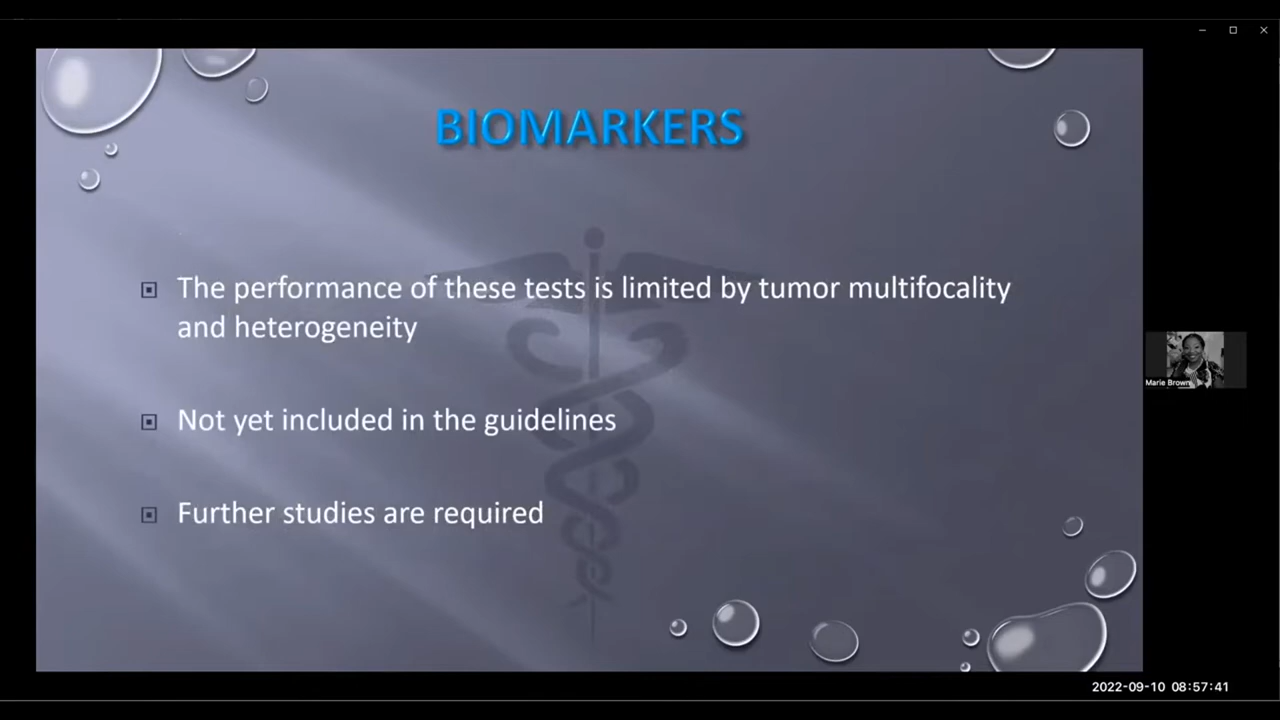 BIOMARKERS
The performance of these tests is limited by tumor multifocality
and heterogeneity
Not yet included in the guidelines
Further studies are required
Marie Brown
2022-09-10 08:57:41